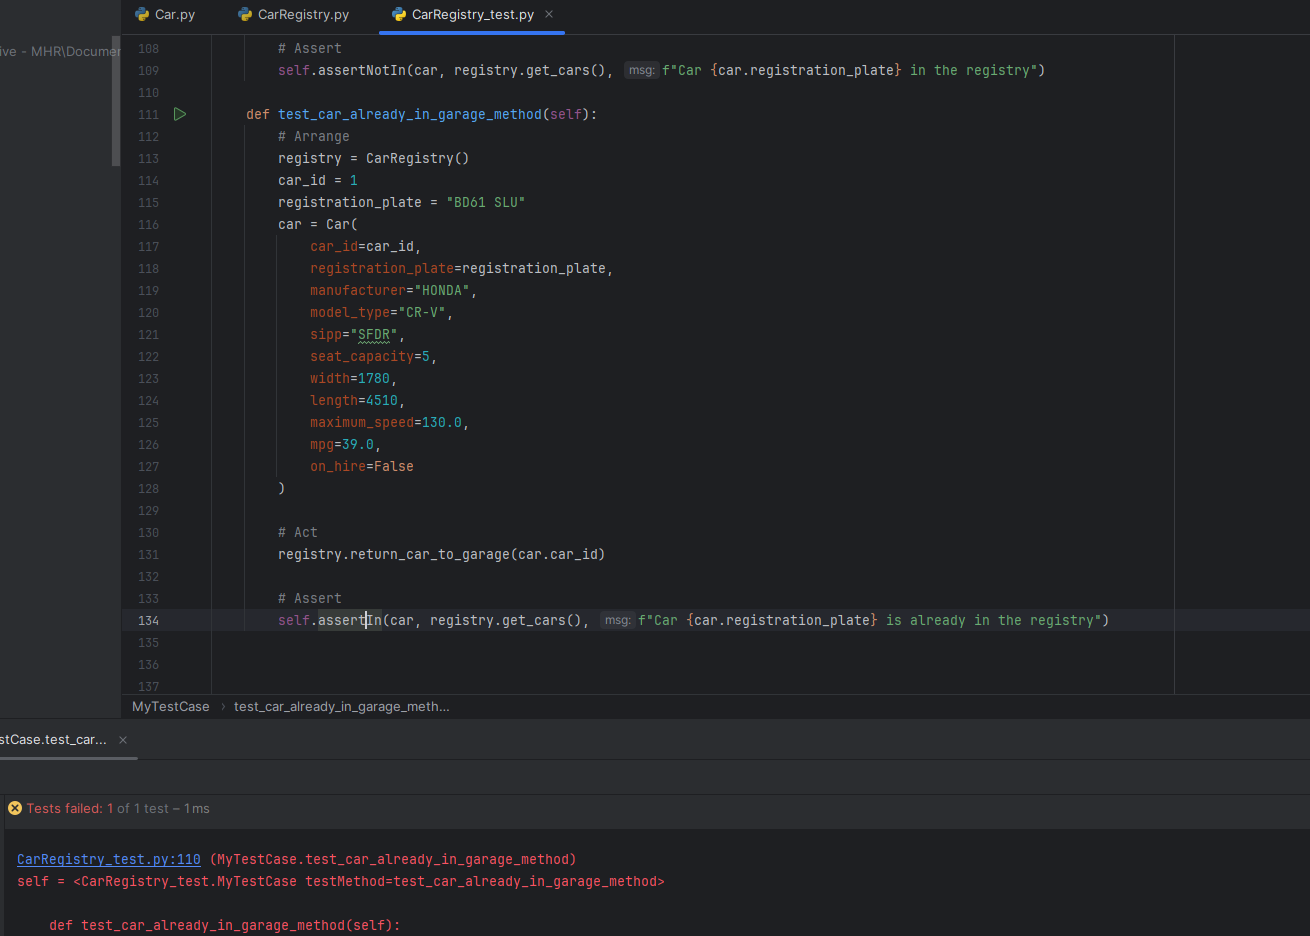 Car.py CarRegistry.py CarRegistry_test.py ×
ive - MHR\Documen
108 # Assert
109 self.assertNotIn(car, registry.get_cars(), msg: f"Car {car.registration_plate} in the registry")
110
111 def test_car_already_in_garage_method(self):
112 # Arrange
113 registry = CarRegistry()
114 car_id = 1
115 registration_plate = "BD61 SLU"
116 car = Car(
117 car_id=car_id,
118 registration_plate=registration_plate,
119 manufacturer="HONDA",
120 model_type="CR-V",
121 sipp="SFDR",
122 seat_capacity=5,
123 width=1780,
124 length=4510,
125 maximum_speed=130.0,
126 mpg=39.0,
127 on_hire=False
128 )
129
130 # Act
131 registry.return_car_to_garage(car.car_id)
132
133 # Assert
134 self.assertIn(car, registry.get_cars(), msg: f"Car {car.registration_plate} is already in the registry")
135
136
137
MyTestCase › test_car_already_in_garage_meth...
stCase.test_car... ×
Tests failed: 1 of 1 test – 1 ms
CarRegistry_test.py:110 (MyTestCase.test_car_already_in_garage_method)
self = <CarRegistry_test.MyTestCase testMethod=test_car_already_in_garage_method>
def test_car_already_in_garage_method(self):